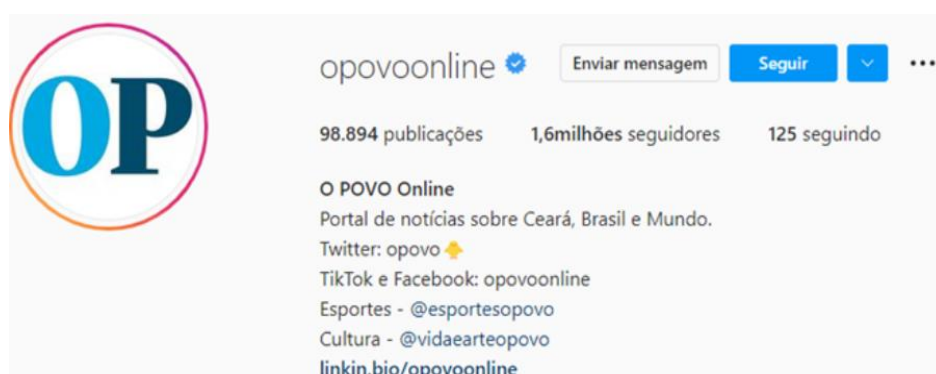 OP
opovoonline
Enviar mensagem
Seguir
98.894 publicações 1,6milhões seguidores 125 seguindo
O POVO Online
Portal de notícias sobre Ceará, Brasil e Mundo.
Twitter: opovo🐥
TikTok e Facebook: opovoonline
Esportes - @esportesopovo
Cultura - @vidaearteopovo
linkin.bio/opovoonline